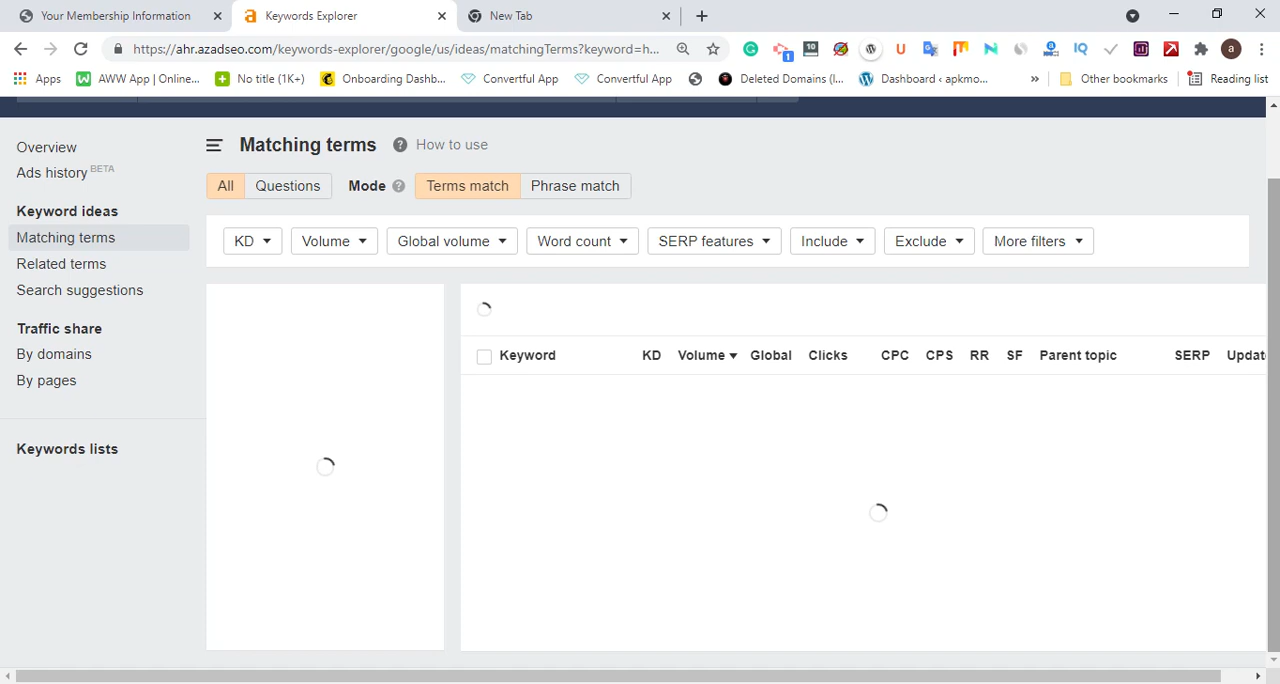 Your Membership Information
Keywords Explorer
New Tab
https://ahr.azadseo.com/keywords-explorer/google/us/ideas/matchingTerms?keyword=h...
Apps
AWW App | Online...
No title (1K+)
Onboarding Dashb...
Convertful App
Convertful App
Deleted Domains (I...
Dashboard ‹ apkmo...
»
Other bookmarks
Reading list
Overview
Ads history BETA
Keyword ideas
Matching terms
Related terms
Search suggestions
Traffic share
By domains
By pages
Keywords lists
Matching terms ? How to use
All Questions Mode ? Terms match Phrase match
KD Volume Global volume Word count SERP features Include Exclude More filters
Keyword KD Volume Global Clicks CPC CPS RR SF Parent topic SERP Updat